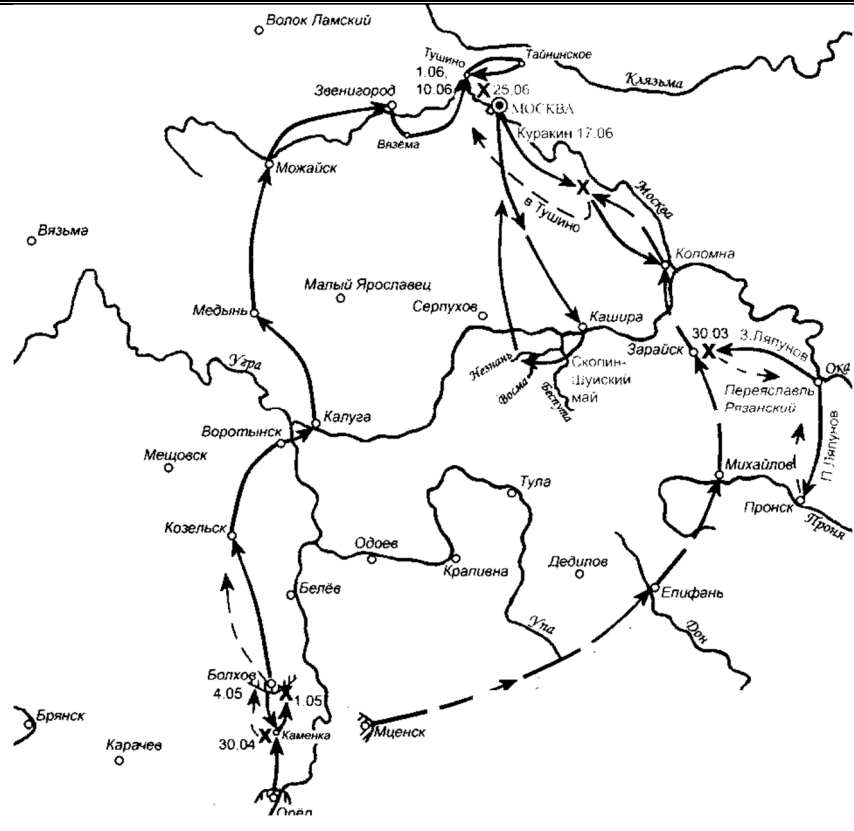 Волок Ламский
Тушино
1.06,
10.06
Тайнинское
Клязьма
25.06
МОСКВА
Звенигород
Вязёма
Куракин 17.06
Можайск
в Тушино
Москва
Вязьма
Коломна
Малый Ярославец
Медынь
Серпухов
Кашира
30.03
З.Ляпунов
Зарайск
Ока
Угра
Незнань
Восма
Беспута
Скопин-
Шуйский
май
Переяславль
Рязанский
Калуга
Воротынск
П.Ляпунов
Мещовск
Михайлов
Тула
Пронск
Проня
Козельск
Одоев
Крапивна
Дедилов
Белёв
Епифань
Упа
Дон
Болхов
4.05
1.05
Брянск
Мценск
Каменка
30.04
Карачев
Орёл